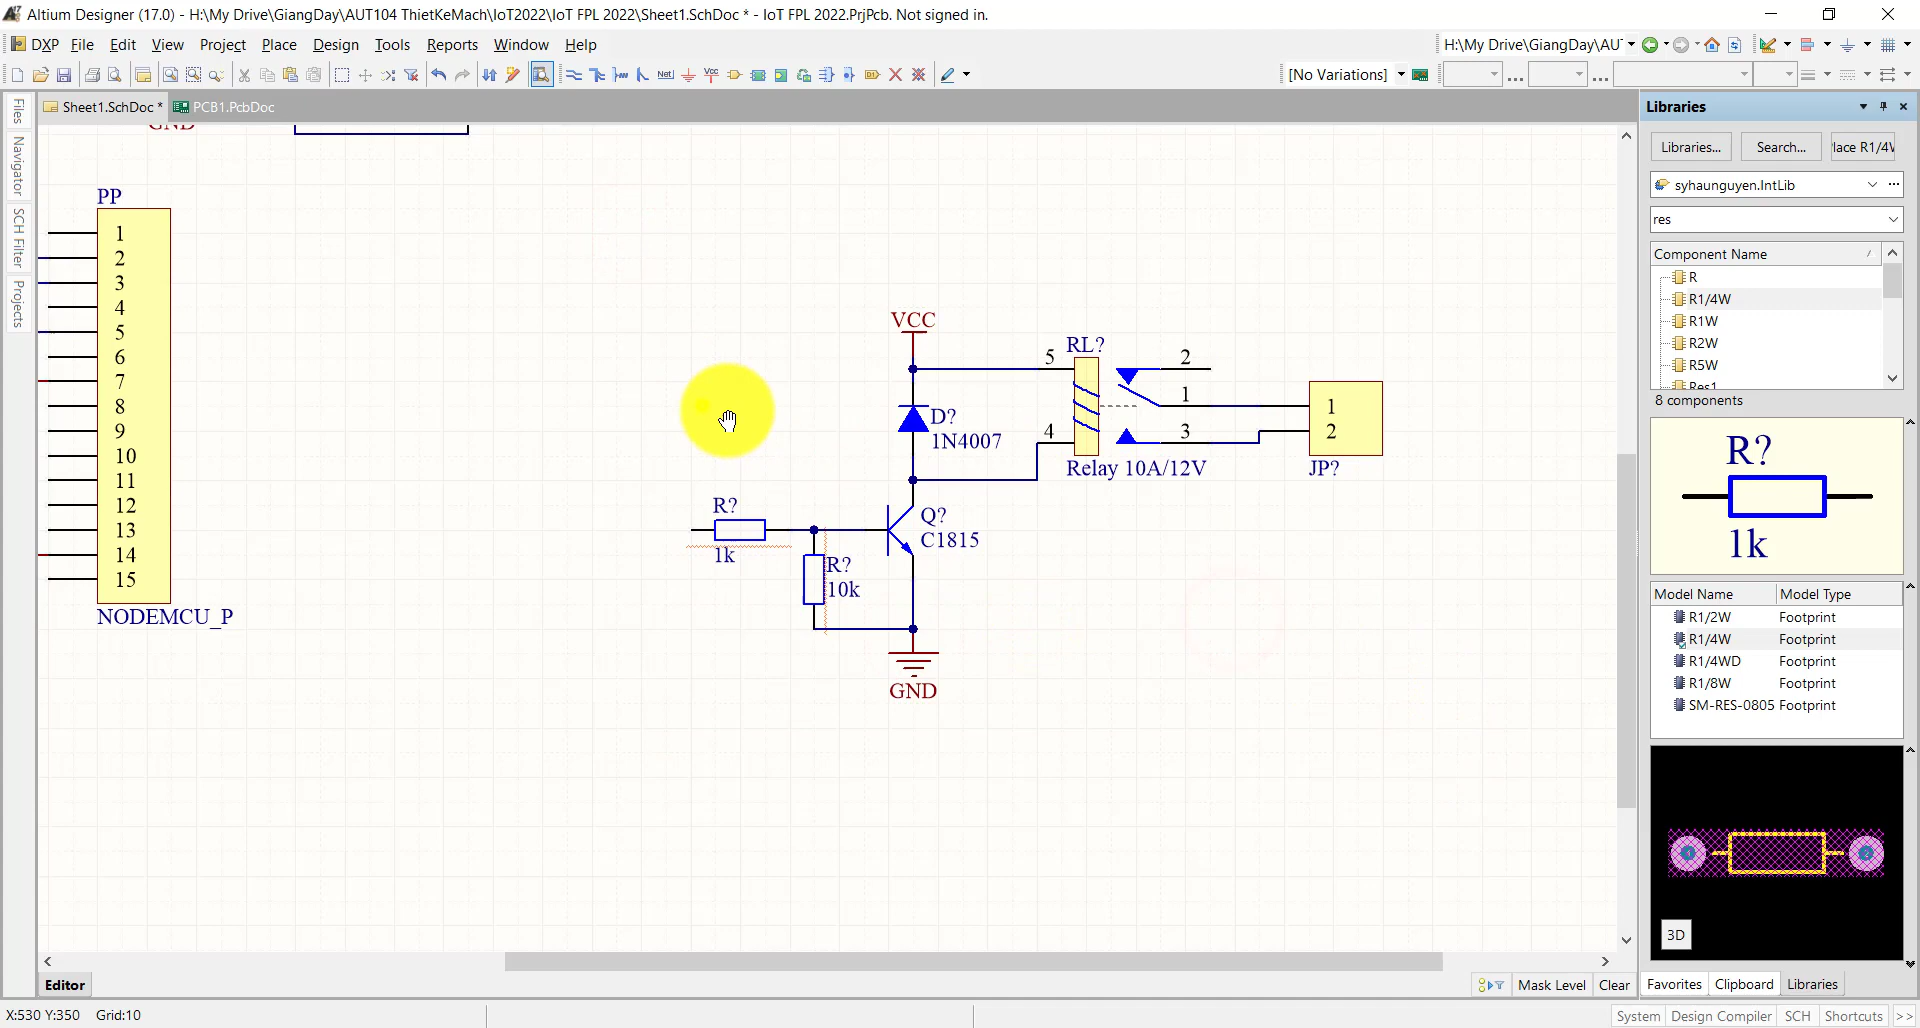 Altium Designer (17.0) - H:\My Drive\GiangDay\AUT104 ThietKeMach\IoT2022\IoT FPL 2022\Sheet1.SchDoc * - IoT FPL 2022.PrjPcb. Not signed in.
DXP File Edit View Project Place Design Tools Reports Window Help
H:\My Drive\GiangDay\AU
Net
Vcc
[No Variations]
Sheet1.SchDoc * PCB1.PcbDoc
Files
Navigator
SCH Filter
Projects
GND
PP
1
2
3
4
5
6
7
8
9
10
11
12
13
14
15
NODEMCU_P
VCC
D?
1N4007
R?
1k
R?
10k
Q?
C1815
GND
RL?
5
4
2
1
3
Relay 10A/12V
1
2
JP?
Libraries
Libraries... Search... lace R1/4W
syhaunguyen.IntLib
res
Component Name
R
R1/4W
R1W
R2W
R5W
Res1
8 components
R?
1k
Model Name Model Type
R1/2W Footprint
R1/4W Footprint
R1/4WD Footprint
R1/8W Footprint
SM-RES-0805 Footprint
1 2
3D
Editor
Mask Level Clear
Favorites Clipboard Libraries
X:530 Y:350 Grid:10
System Design Compiler SCH Shortcuts >>